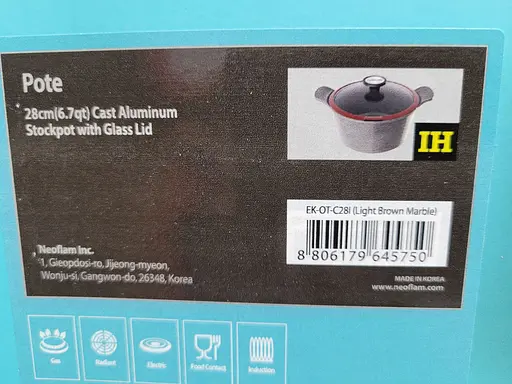 Pote
28cm(6.7qt) Cast Aluminum
Stockpot with Glass Lid
IH
EK-OT-C28I (Light Brown Marble)
8 806179 645750
Neoflam Inc.
1, Gieopdosi-ro, Jijeong-myeon,
Wonju-si, Gangwon-do, 26348, Korea
MADE IN KOREA
www.neoflam.com
Gas
Radiant
Electric
Food Contact
Induction